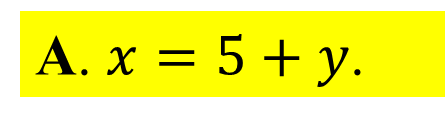 A. x = 5 + y.